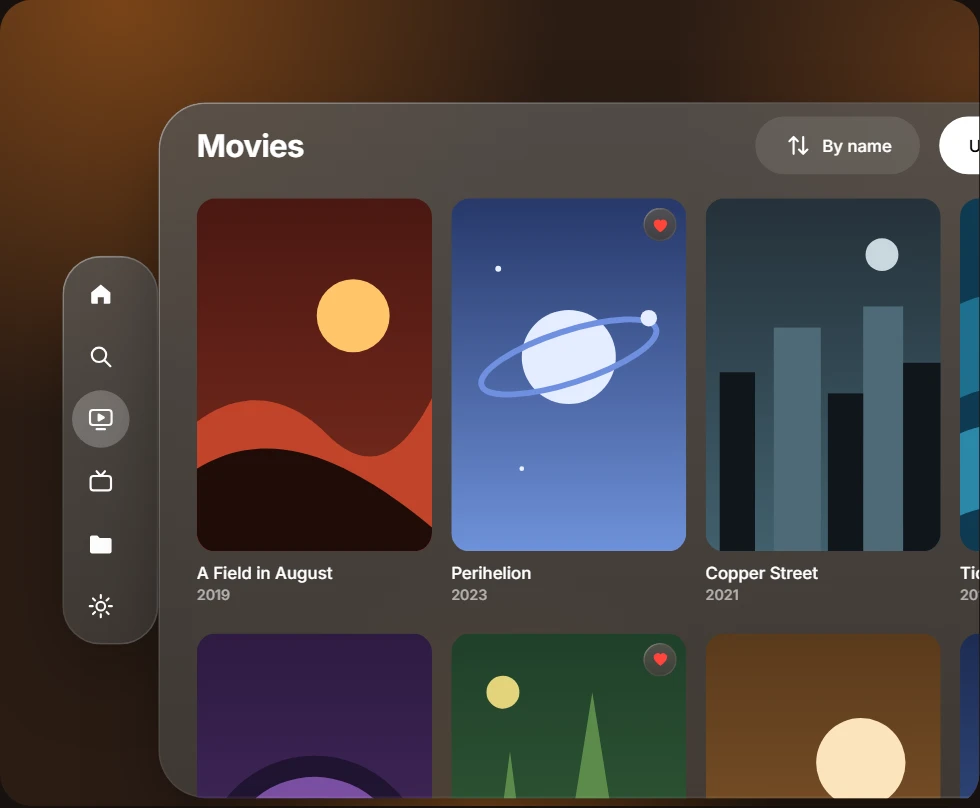 Movies
By name
A Field in August
2019
Perihelion
2023
Copper Street
2021